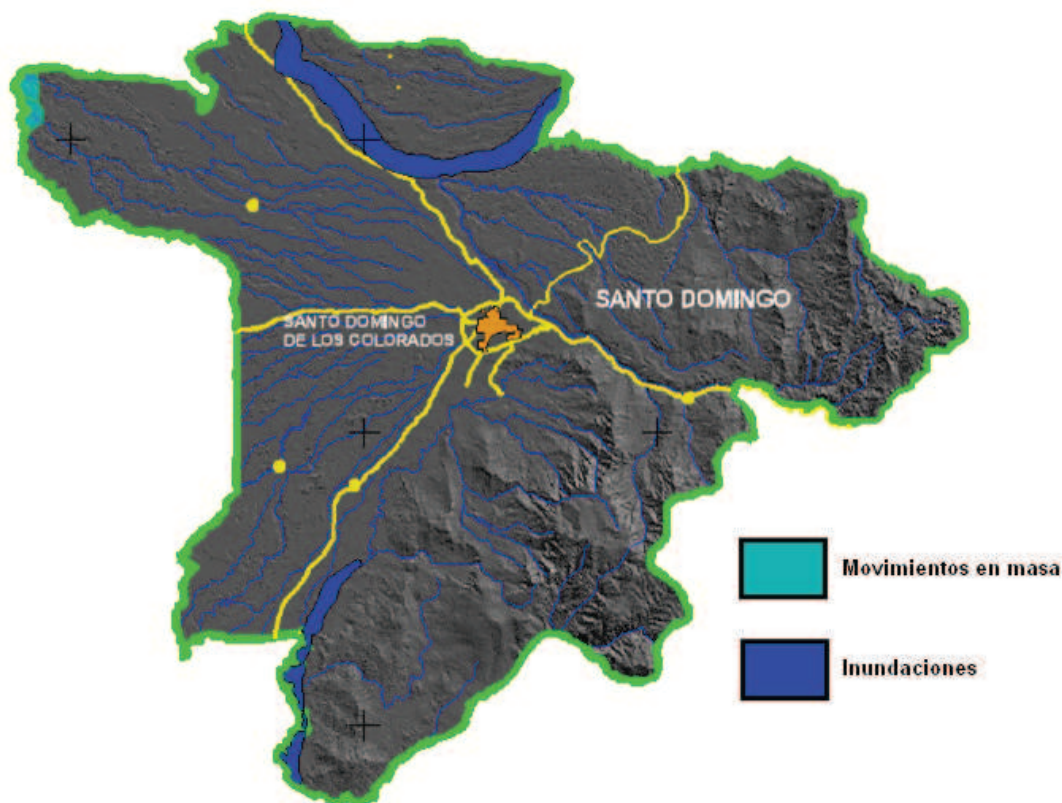 SANTO DOMINGO
SANTO DOMINGO
DE LOS COLORADOS
Movimientos en masa
Inundaciones